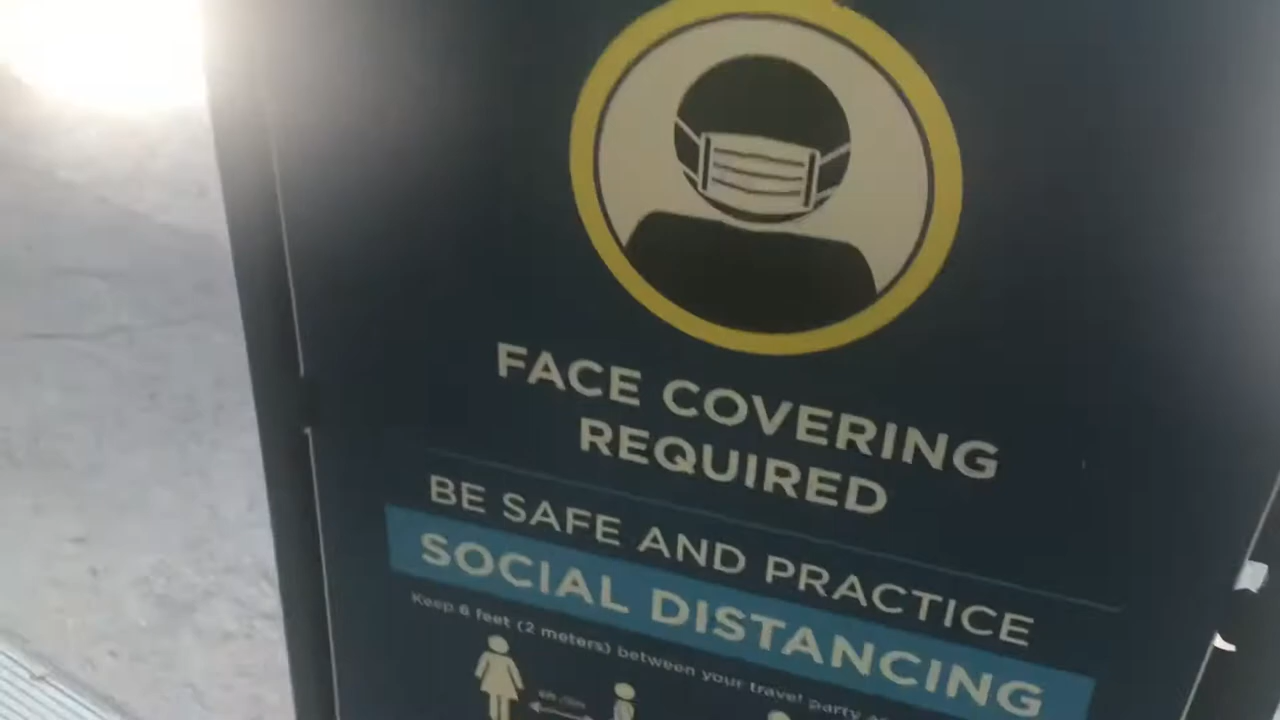 FACE COVERING
REQUIRED
BE SAFE AND PRACTICE
SOCIAL DISTANCING
Keep 6 feet (2 meters) between your travel party